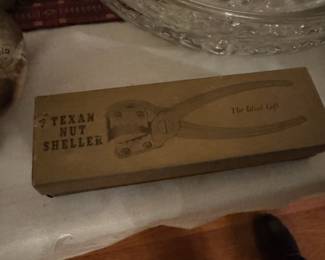 TEXAN
NUT
SHELLER
The Ideal Gift